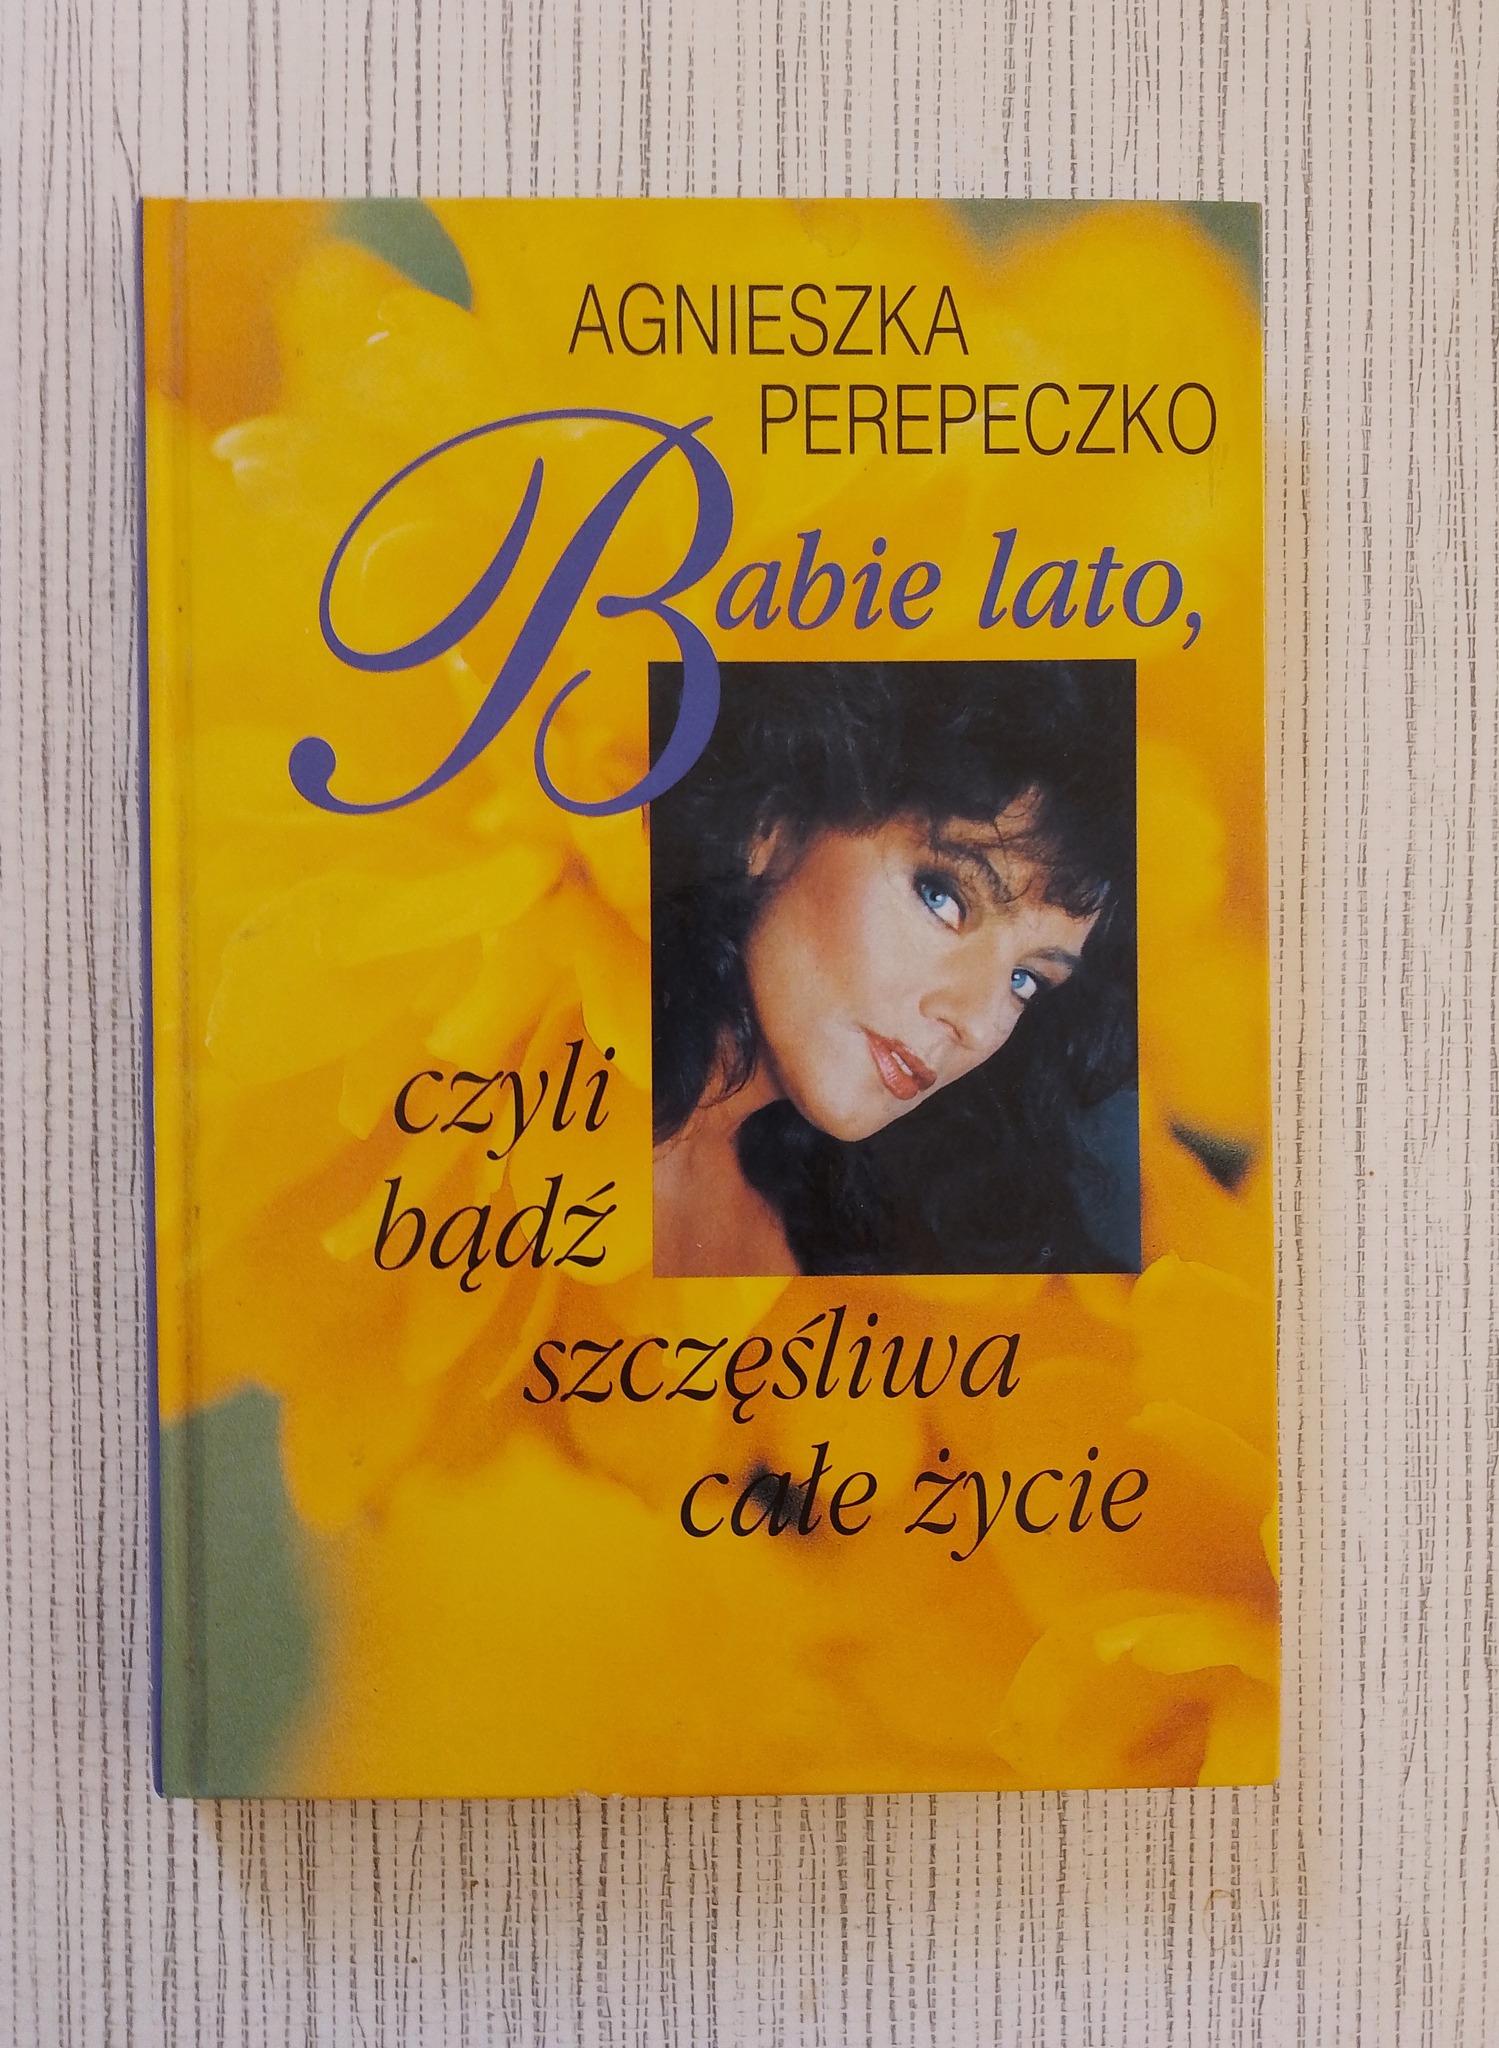 AGNIESZKA
PEREPECZKO
Babie lato,
czyli
bądź
szczęśliwa
całe życie